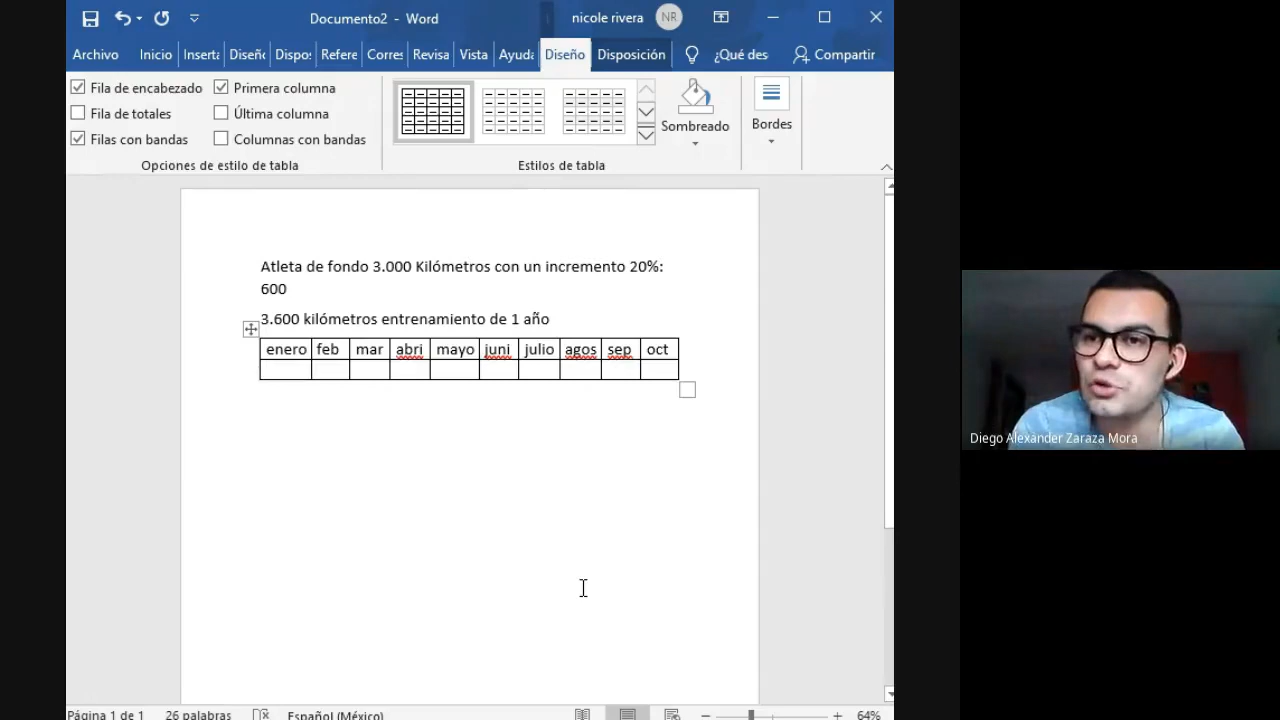 Documento2 - Word
nicole rivera
NR
Archivo Inicio Inserta Diseñ Dispo Refere Corres Revisa Vista Ayuda Diseño Disposición ¿Qué des Compartir
Fila de encabezado Primera columna
Fila de totales Última columna
Filas con bandas Columnas con bandas
Opciones de estilo de tabla
Estilos de tabla
Sombreado
Bordes
Atleta de fondo 3.000 Kilómetros con un incremento 20%:
600
3.600 kilómetros entrenamiento de 1 año
enero feb mar abri mayo juni julio agos sep oct
Diego Alexander Zaraza Mora
Página 1 de 1 26 palabras Español (México) 64%